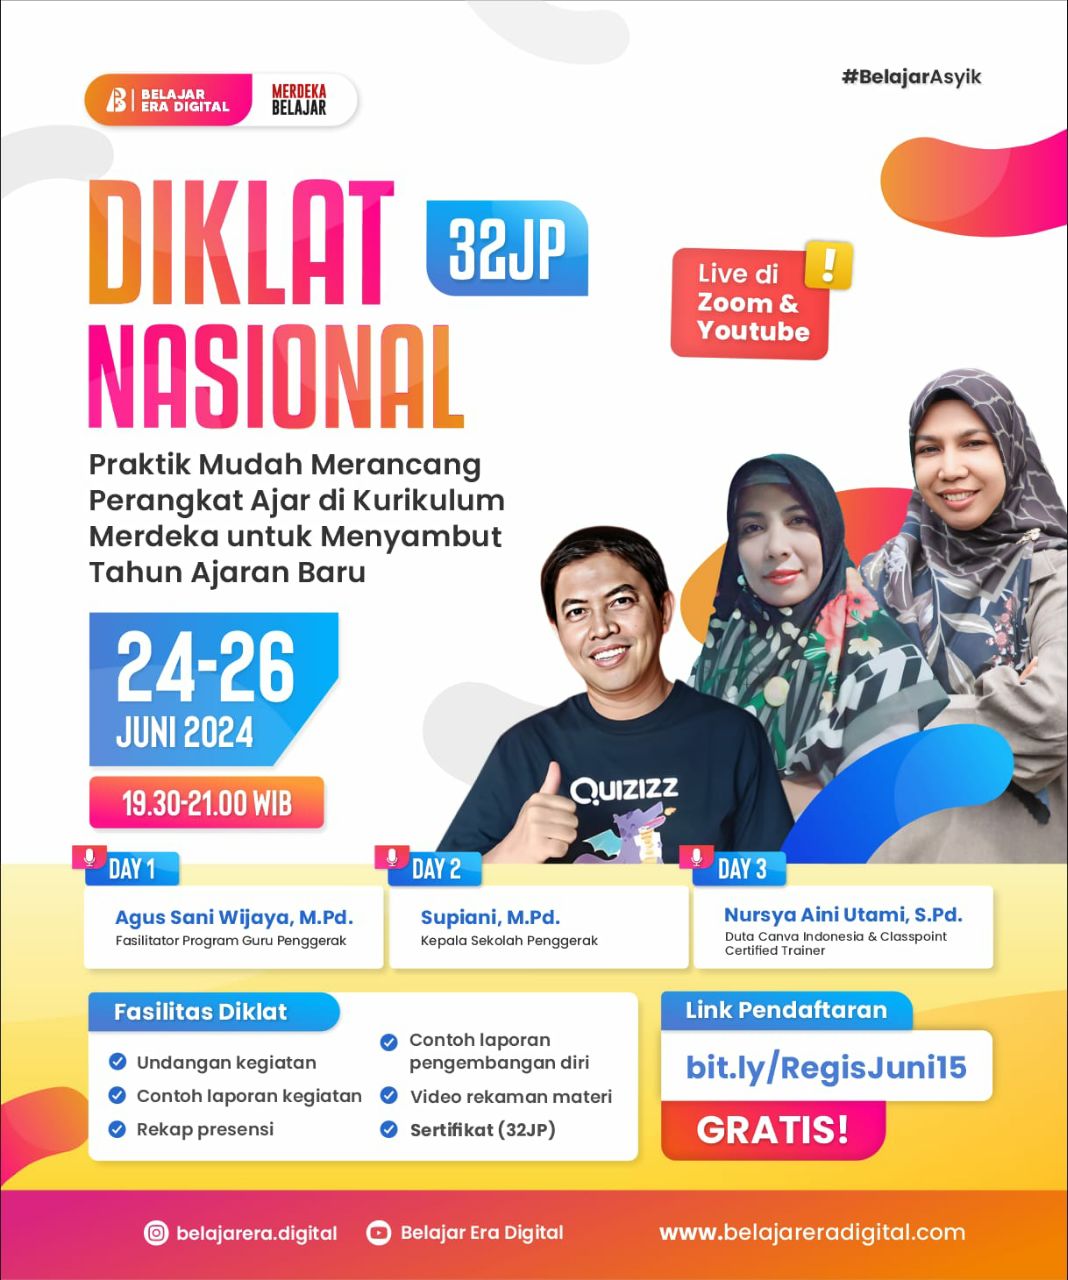 BELAJAR
ERA DIGITAL
MERDEKA
BELAJAR
#BelajarAsyik
DIKLAT
32JP
NASIONAL
Live di
Zoom &
Youtube
!
Praktik Mudah Merancang
Perangkat Ajar di Kurikulum
Merdeka untuk Menyambut
Tahun Ajaran Baru
24-26
JUNI 2024
19.30-21.00 WIB
QUIZIZZ
DAY 1
Agus Sani Wijaya, M.Pd.
Fasilitator Program Guru Penggerak
DAY 2
Supiani, M.Pd.
Kepala Sekolah Penggerak
DAY 3
Nursya Aini Utami, S.Pd.
Duta Canva Indonesia & Classpoint
Certified Trainer
Fasilitas Diklat
Undangan kegiatan
Contoh laporan kegiatan
Rekap presensi
Contoh laporan
pengembangan diri
Video rekaman materi
Sertifikat (32JP)
Link Pendaftaran
bit.ly/RegisJuni15
GRATIS!
belajarera.digital
Belajar Era Digital
www.belajareradigital.com